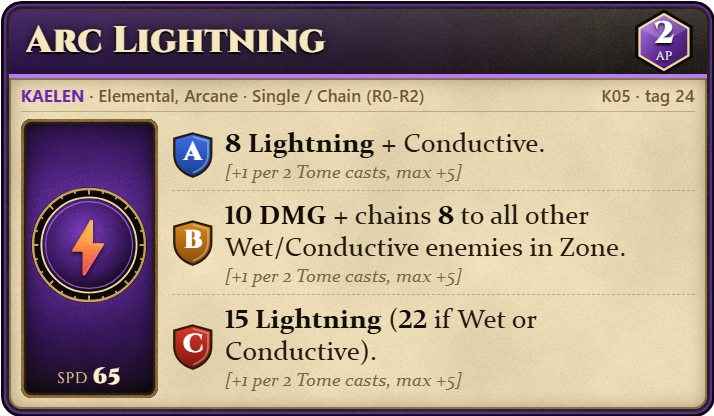 Arc Lightning
2
AP
KAELEN · Elemental, Arcane · Single / Chain (R0-R2)
K05 · tag 24
A
8 Lightning + Conductive.
[+1 per 2 Tome casts, max +5]
B
10 DMG + chains 8 to all other
Wet/Conductive enemies in Zone.
[+1 per 2 Tome casts, max +5]
C
15 Lightning (22 if Wet or
Conductive).
[+1 per 2 Tome casts, max +5]
SPD 65